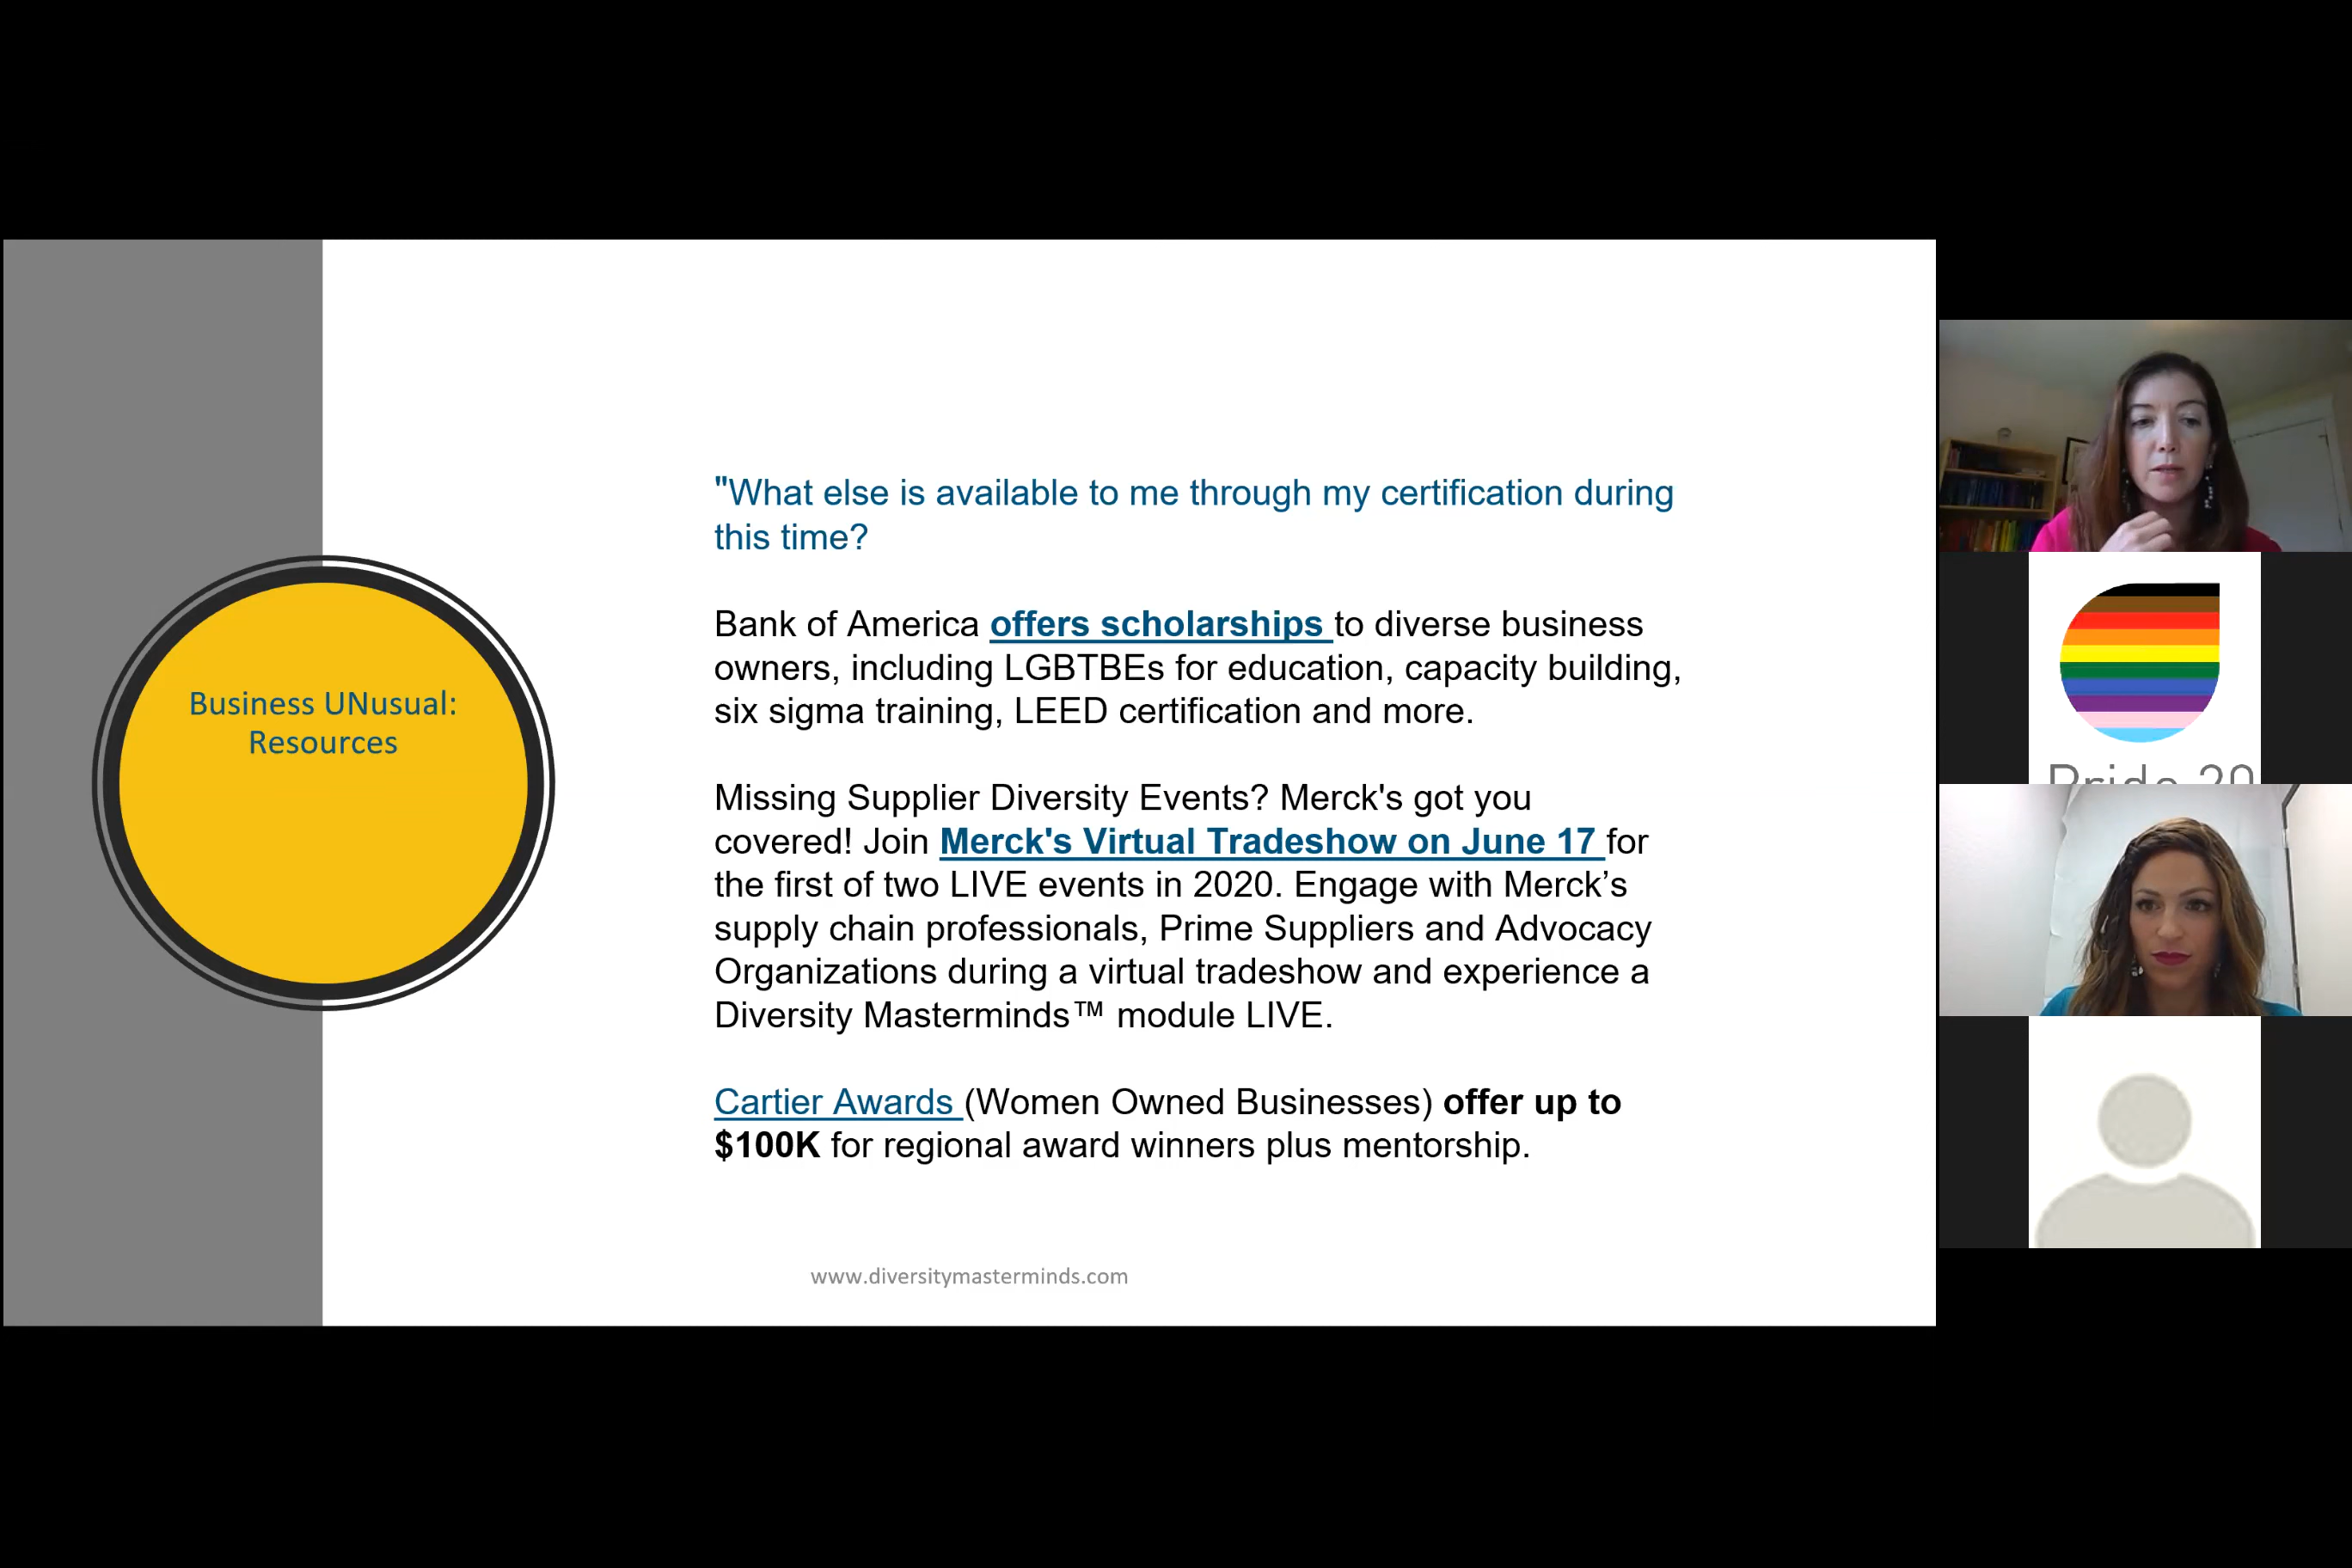 Business UNusual:
Resources
"What else is available to me through my certification during
this time?
Bank of America offers scholarships to diverse business
owners, including LGBTBEs for education, capacity building,
six sigma training, LEED certification and more.
Missing Supplier Diversity Events? Merck's got you
covered! Join Merck's Virtual Tradeshow on June 17 for
the first of two LIVE events in 2020. Engage with Merck’s
supply chain professionals, Prime Suppliers and Advocacy
Organizations during a virtual tradeshow and experience a
Diversity Masterminds™ module LIVE.
Cartier Awards (Women Owned Businesses) offer up to
$100K for regional award winners plus mentorship.
www.diversitymasterminds.com
Pride 20